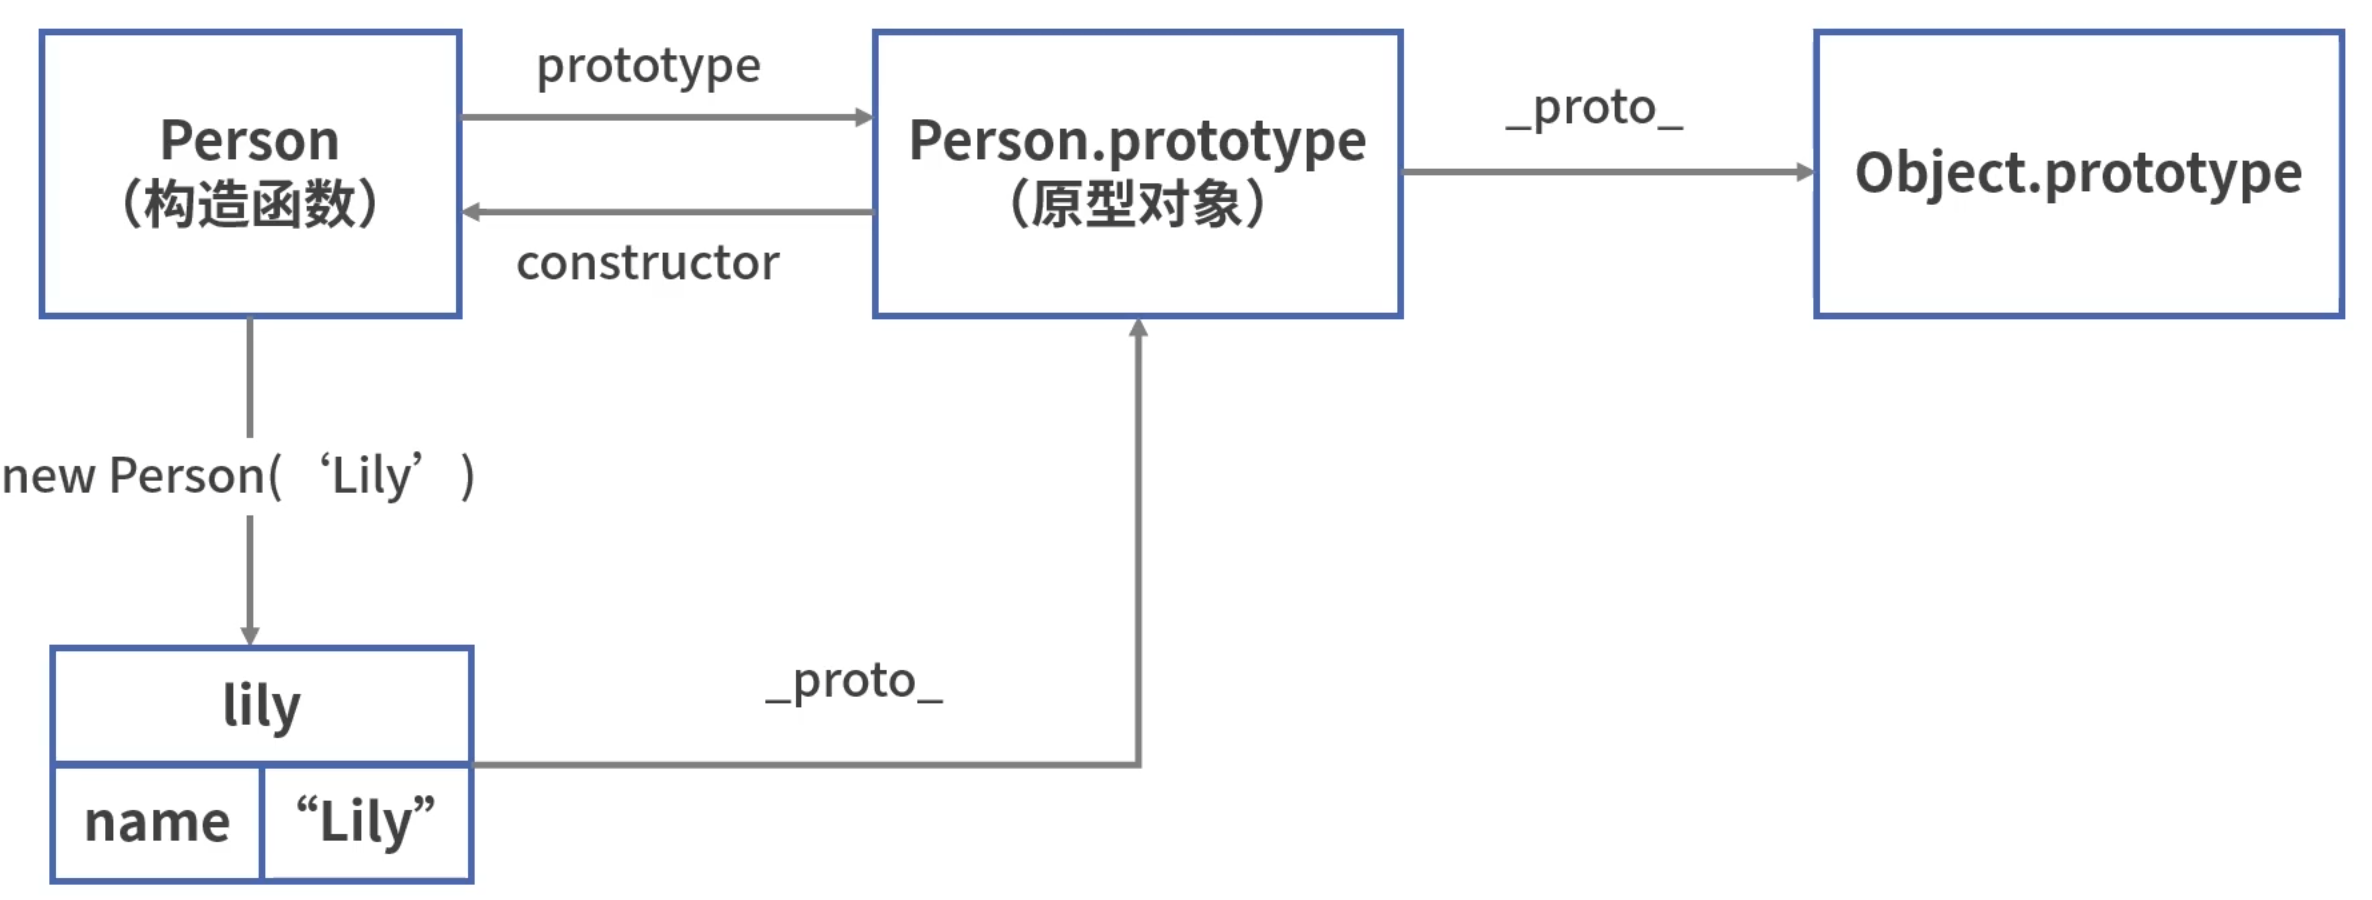 prototype
_proto_
Person
（构造函数）
Person.prototype
（原型对象）
Object.prototype
constructor
new Person(‘Lily’)
lily
_proto_
name
“Lily”